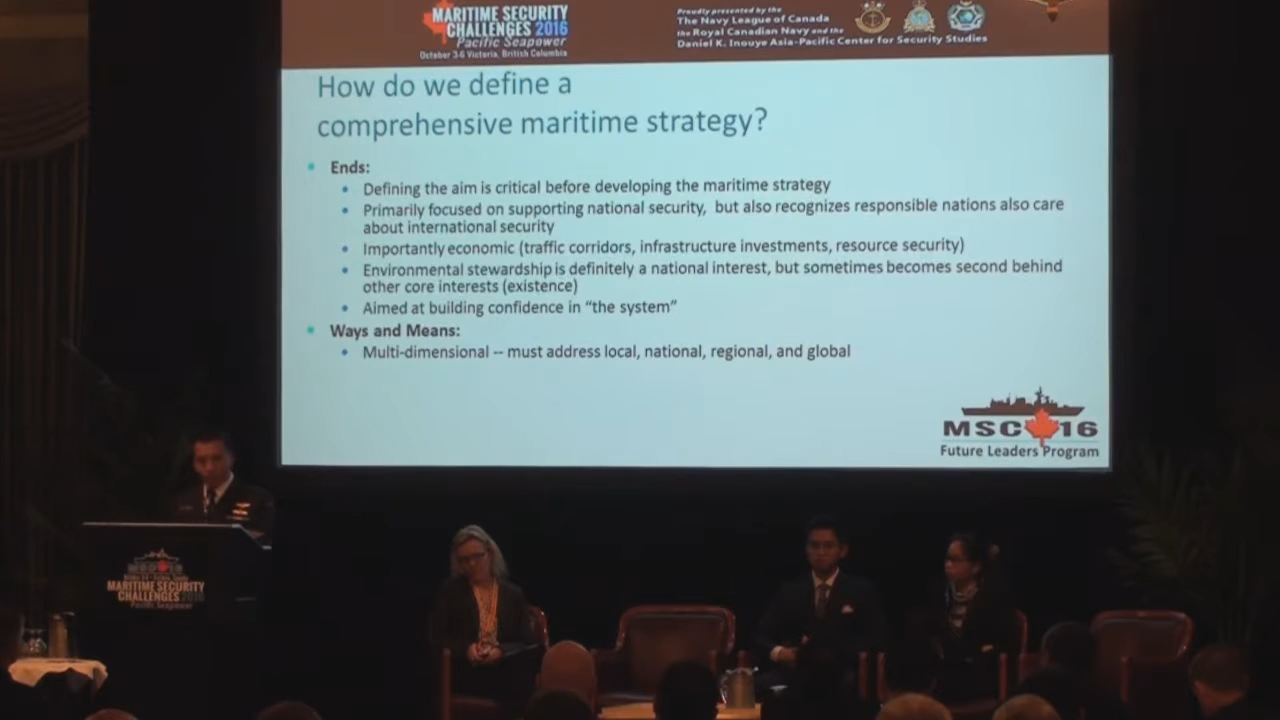 MARITIME SECURITY
CHALLENGES 2016
Pacific Seapower
October 3-6 Victoria, British Columbia
Proudly presented by the
The Navy League of Canada
the Royal Canadian Navy and the
Daniel K. Inouye Asia-Pacific Center for Security Studies
How do we define a
comprehensive maritime strategy?
Ends:
Defining the aim is critical before developing the maritime strategy
Primarily focused on supporting national security, but also recognizes responsible nations also care
about international security
Importantly economic (traffic corridors, infrastructure investments, resource security)
Environmental stewardship is definitely a national interest, but sometimes becomes second behind
other core interests (existence)
Aimed at building confidence in “the system”
Ways and Means:
Multi-dimensional -- must address local, national, regional, and global
MSC 16
Future Leaders Program
MARITIME SECURITY
CHALLENGES 2016
Pacific Seapower